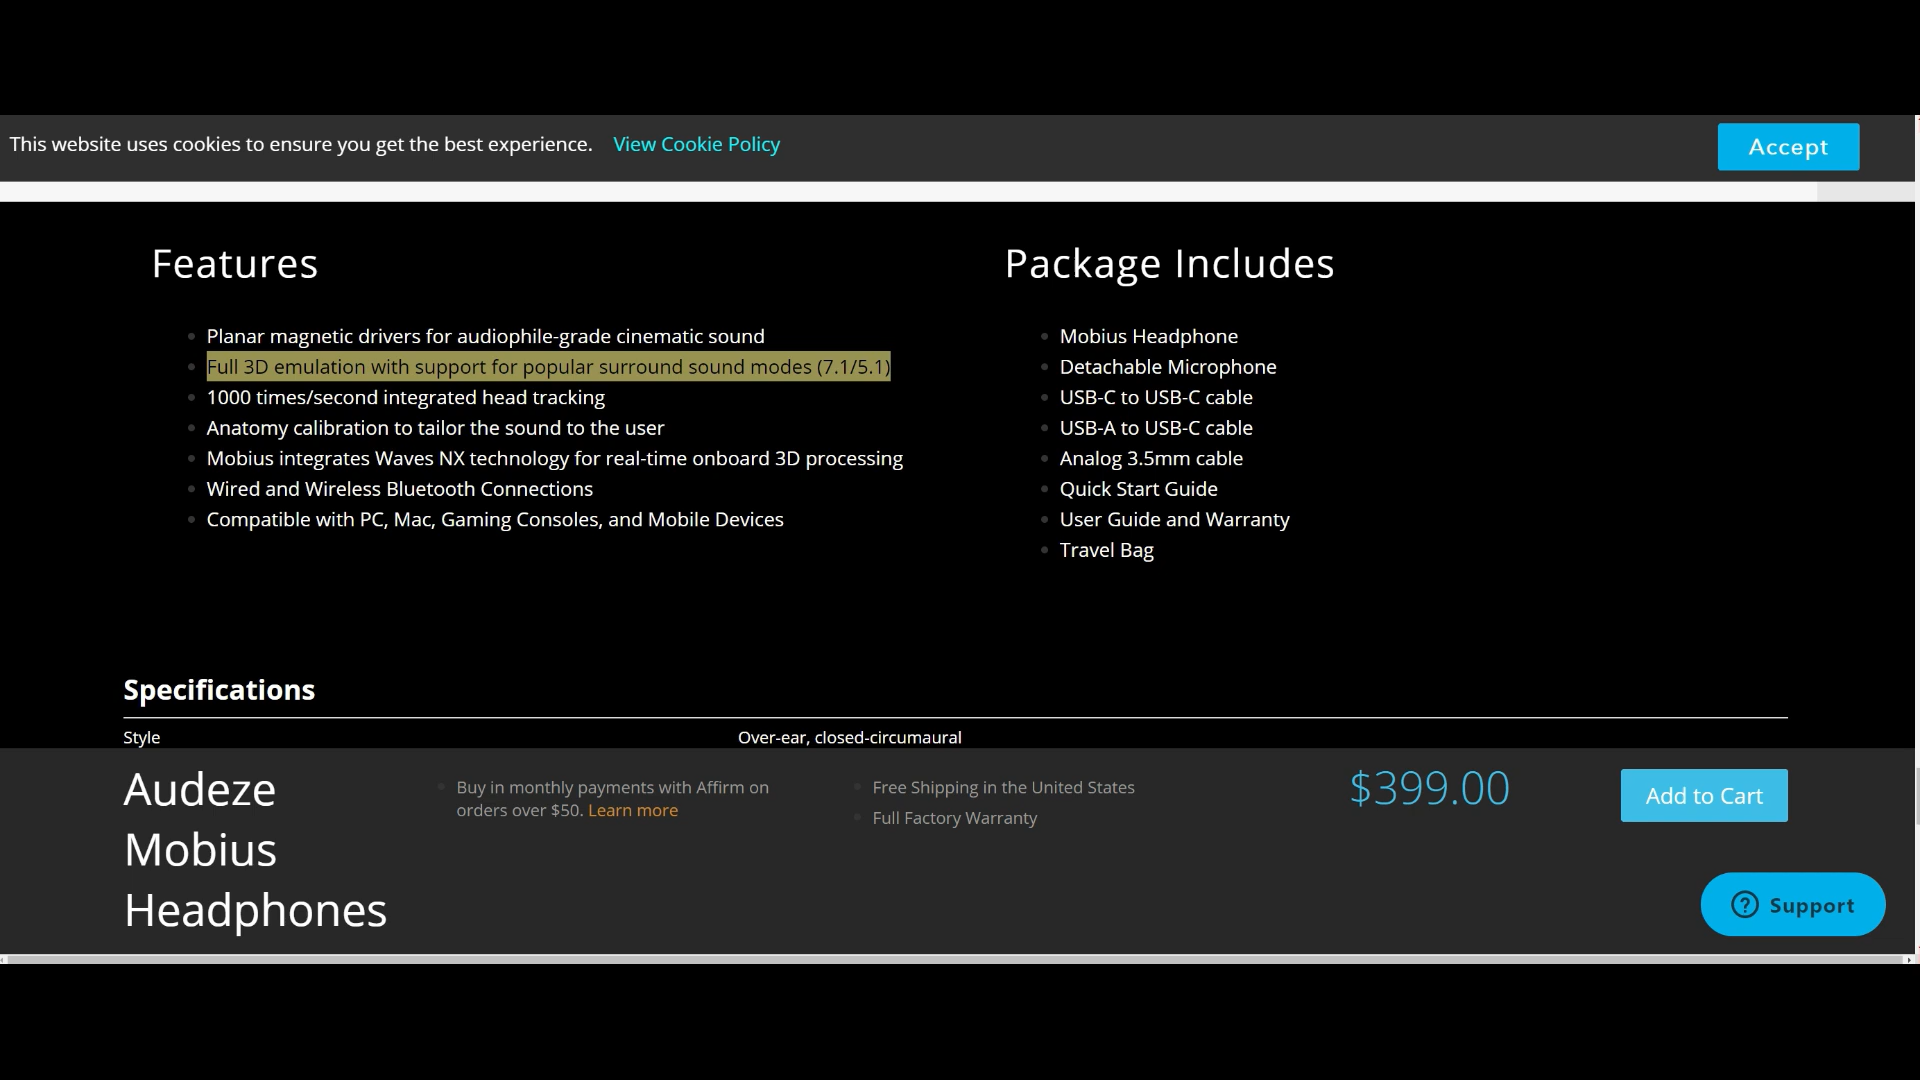 This website uses cookies to ensure you get the best experience. View Cookie Policy
Accept
Features
Planar magnetic drivers for audiophile-grade cinematic sound
Full 3D emulation with support for popular surround sound modes (7.1/5.1)
1000 times/second integrated head tracking
Anatomy calibration to tailor the sound to the user
Mobius integrates Waves NX technology for real-time onboard 3D processing
Wired and Wireless Bluetooth Connections
Compatible with PC, Mac, Gaming Consoles, and Mobile Devices
Package Includes
Mobius Headphone
Detachable Microphone
USB-C to USB-C cable
USB-A to USB-C cable
Analog 3.5mm cable
Quick Start Guide
User Guide and Warranty
Travel Bag
Specifications
Style Over-ear, closed-circumaural
Audeze
Mobius
Headphones
Buy in monthly payments with Affirm on
orders over $50. Learn more
Free Shipping in the United States
Full Factory Warranty
$399.00
Add to Cart
Support